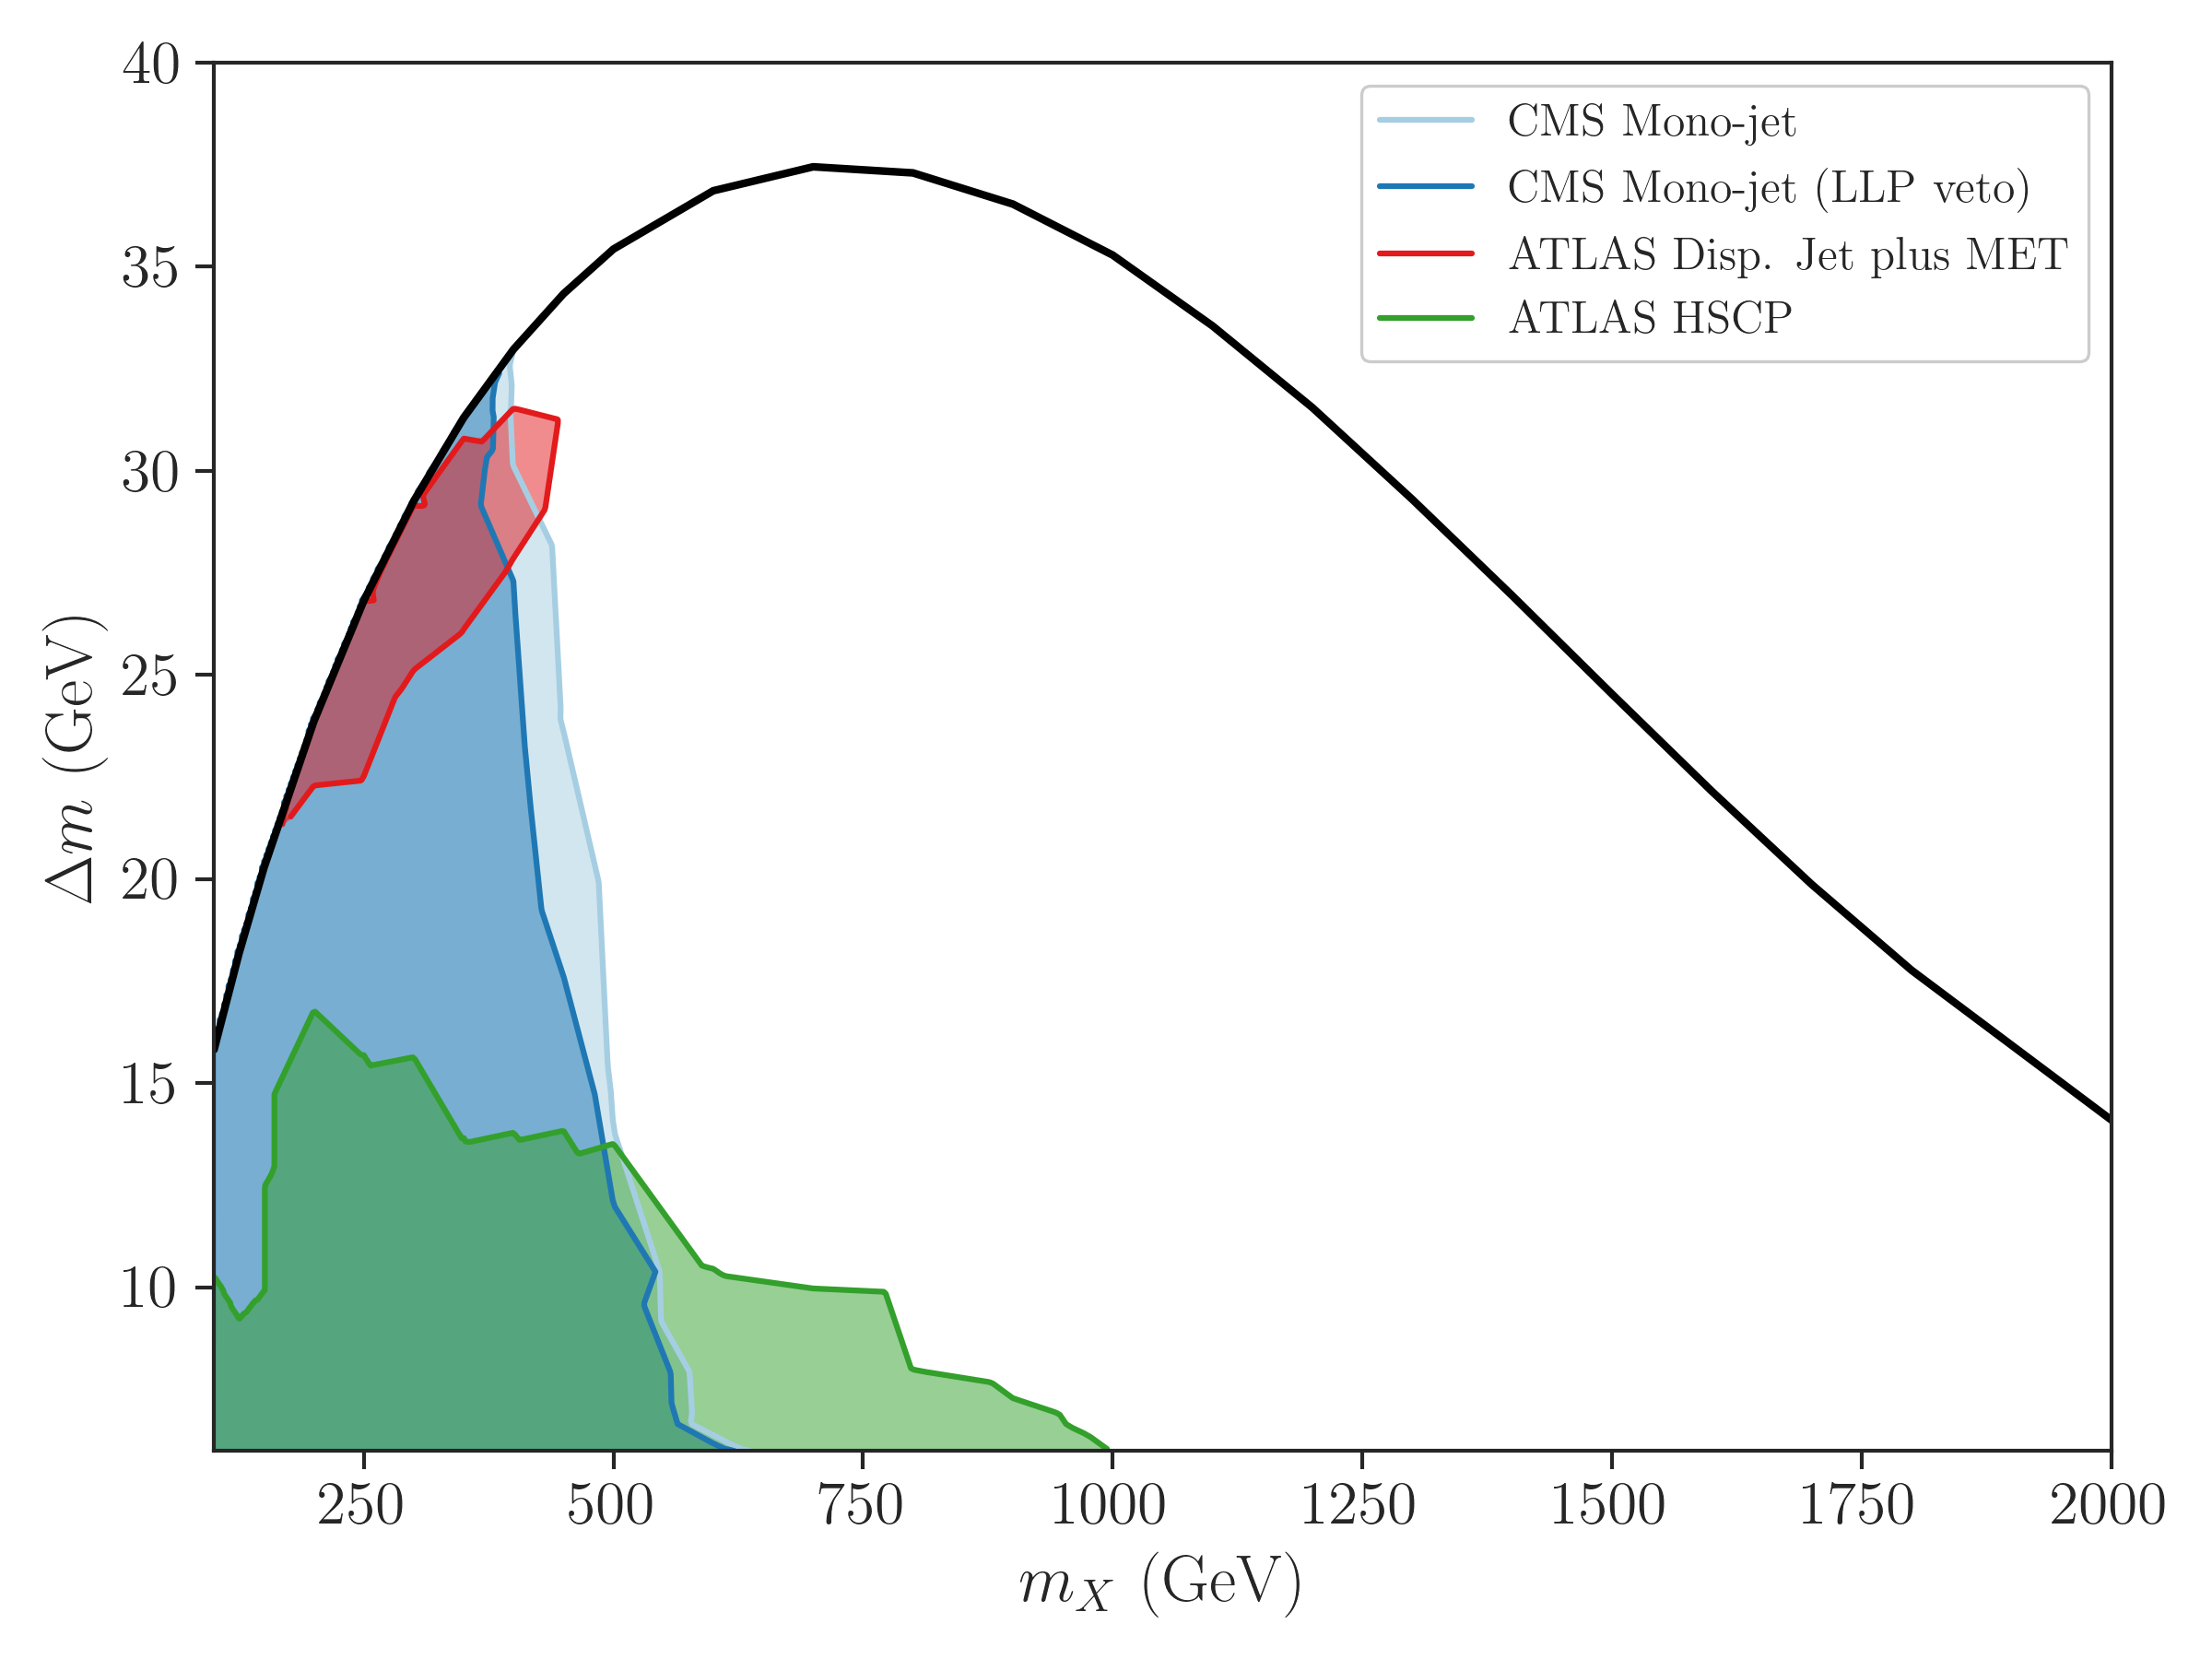 40
35
30
25
20
15
10
Δm (GeV)
CMS Mono-jet
CMS Mono-jet (LLP veto)
ATLAS Disp. Jet plus MET
ATLAS HSCP
250 500 750 1000 1250 1500 1750 2000
m_X (GeV)